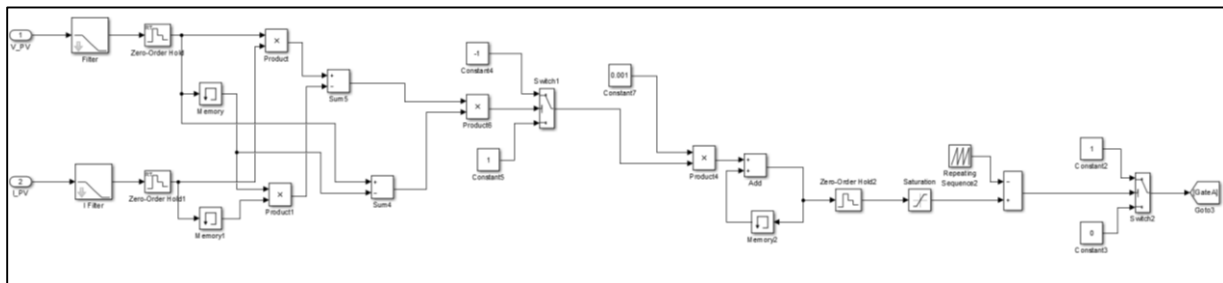 1
V_PV
Filter
Zero-Order Hold
Product
Memory
Sum5
-1
Constant4
Switch1
Product6
1
Constant5
0.001
Constant7
2
I_PV
I Filter
Zero-Order Hold1
Memory1
Product1
Sum4
Product4
Add
Memory2
Zero-Order Hold2
Saturation
Repeating
Sequence2
1
Constant2
Switch2
0
Constant3
Goto3